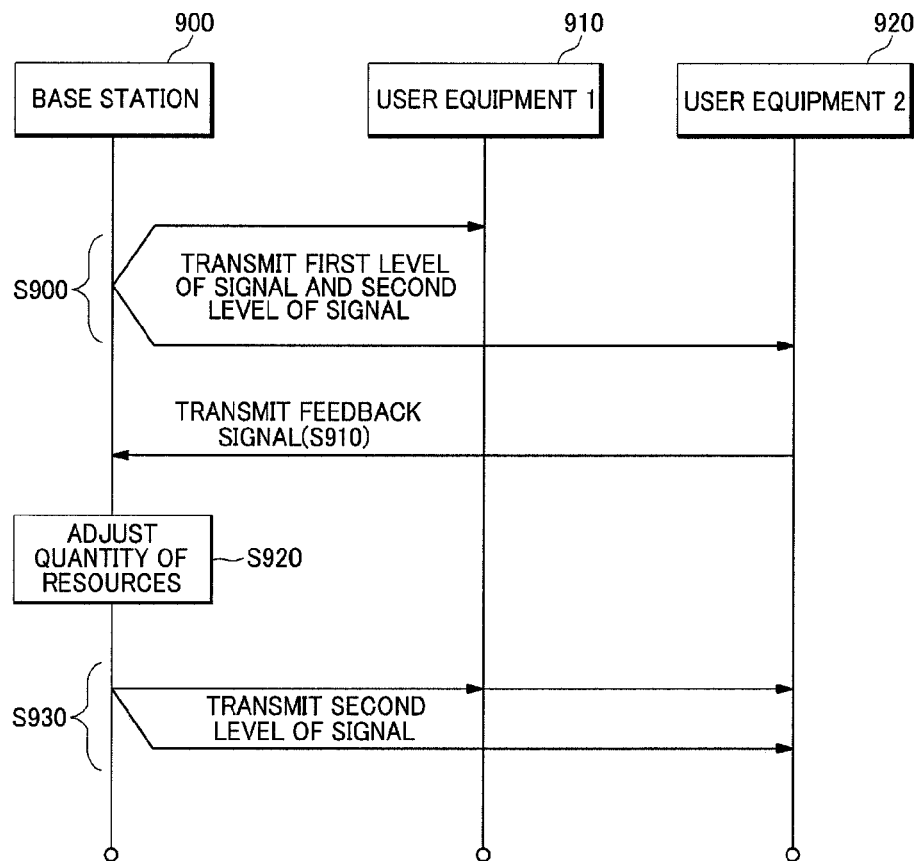 900
910
920
BASE STATION
USER EQUIPMENT 1
USER EQUIPMENT 2
S900
TRANSMIT FIRST LEVEL
OF SIGNAL AND SECOND
LEVEL OF SIGNAL
TRANSMIT FEEDBACK
SIGNAL(S910)
ADJUST
QUANTITY OF
RESOURCES
S920
S930
TRANSMIT SECOND
LEVEL OF SIGNAL